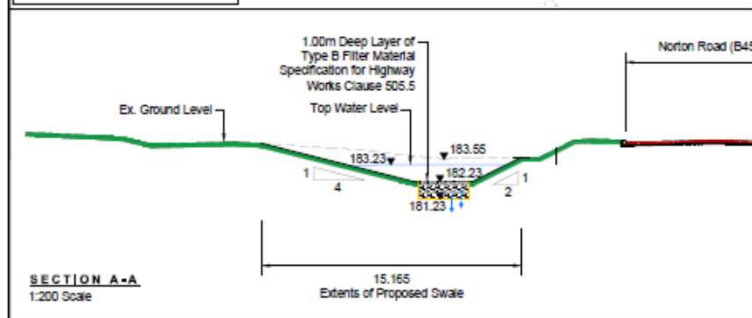 1.00m Deep Layer of
Type B Filter Material
Specification for Highway
Works Clause 505.5
Norton Road (B45
Ex. Ground Level
Top Water Level
183.23
183.55
1
4
182.23
1
2
181.23
SECTION A-A
1:200 Scale
15.165
Extents of Proposed Swale